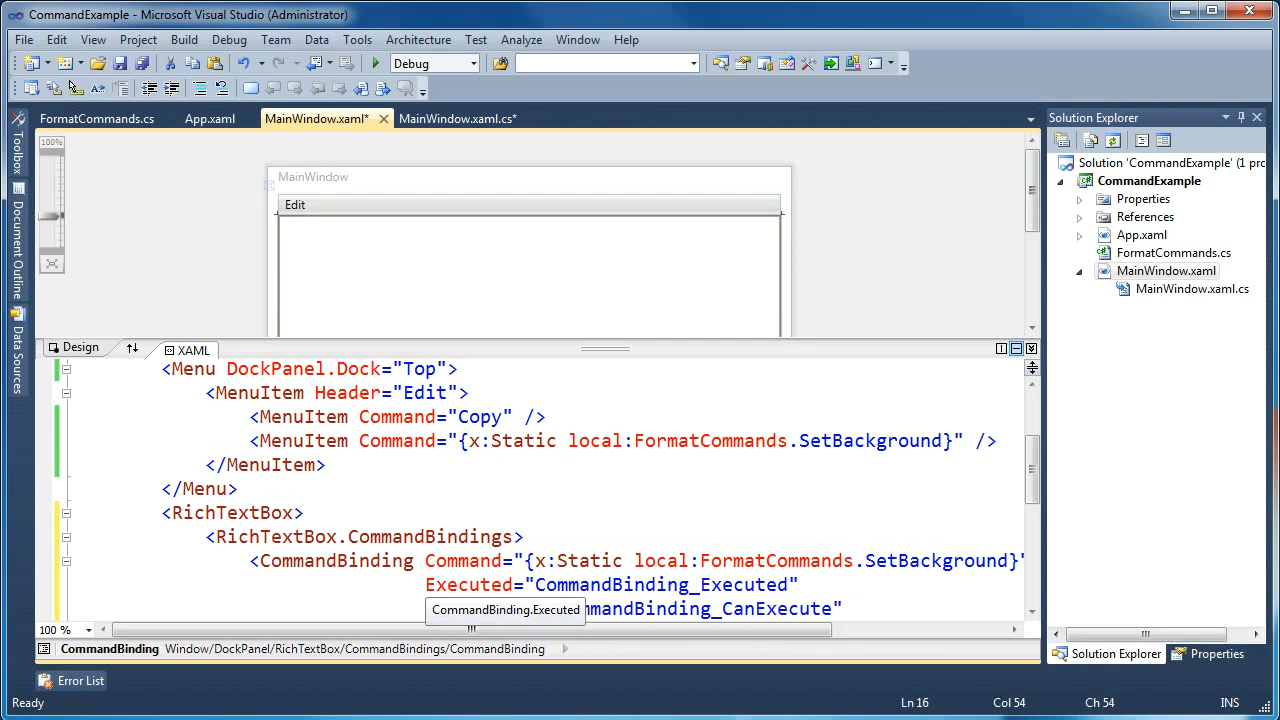 CommandExample - Microsoft Visual Studio (Administrator)
File Edit View Project Build Debug Team Data Tools Architecture Test Analyze Window Help
Debug
FormatCommands.cs App.xaml MainWindow.xaml* MainWindow.xaml.cs*
Toolbox
Document Outline
Data Sources
100%
MainWindow
Edit
Design XAML
<Menu DockPanel.Dock="Top">
<MenuItem Header="Edit">
<MenuItem Command="Copy" />
<MenuItem Command="{x:Static local:FormatCommands.SetBackground}" />
</MenuItem>
</Menu>
<RichTextBox>
<RichTextBox.CommandBindings>
<CommandBinding Command="{x:Static local:FormatCommands.SetBackground}"
Executed="CommandBinding_Executed"
mmandBinding_CanExecute"
CommandBinding.Executed
100 %
CommandBinding Window/DockPanel/RichTextBox/CommandBindings/CommandBinding
Solution Explorer
Solution 'CommandExample' (1 pro
CommandExample
Properties
References
App.xaml
FormatCommands.cs
MainWindow.xaml
MainWindow.xaml.cs
Solution Explorer Properties
Error List
Ready Ln 16 Col 54 Ch 54 INS